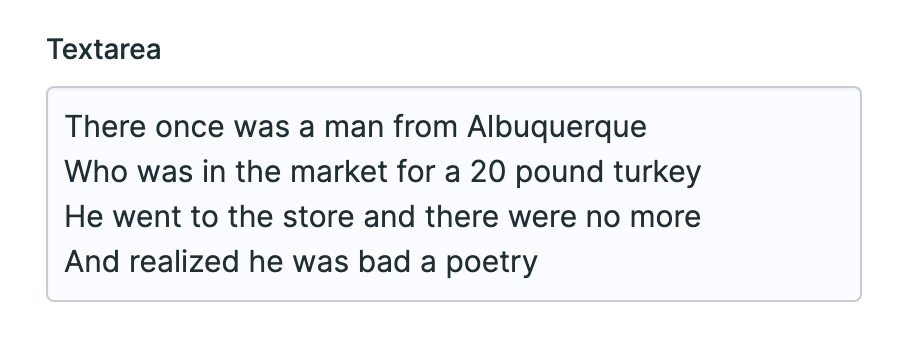 Textarea
There once was a man from Albuquerque
Who was in the market for a 20 pound turkey
He went to the store and there were no more
And realized he was bad a poetry